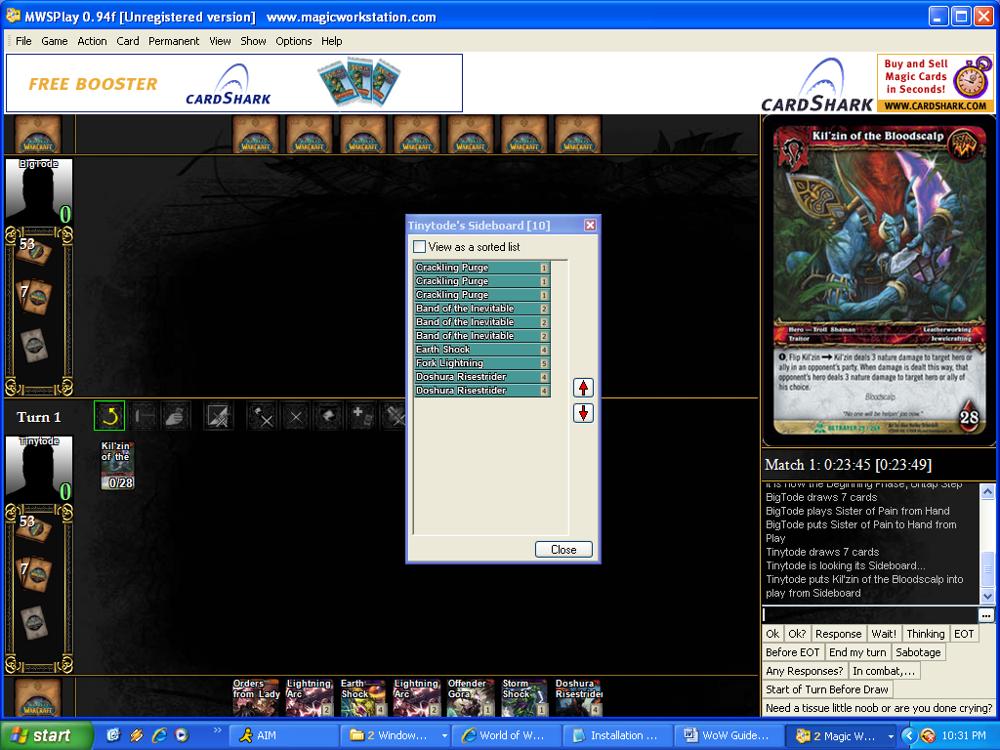 MWSPlay 0.94f [Unregistered version]   www.magicworkstation.com
File Game Action Card Permanent View Show Options Help
FREE BOOSTER
CARDSHARK
CARDSHARK
Buy and Sell
Magic Cards
in Seconds!
WWW.CARDSHARK.COM
BigTode
0
53
7
Turn 1
Tinytode
0
53
7
Kil'zin
of the
0/28
Tinytode's Sideboard [10]
View as a sorted list
Crackling Purge 1
Crackling Purge 1
Crackling Purge 1
Band of the Inevitable 2
Band of the Inevitable 2
Band of the Inevitable 2
Earth Shock 4
Fork Lightning 5
Doshura Risestrider 4
Doshura Risestrider 4
Close
Kil'zin of the Bloodscalp
Hero — Troll Shaman Leatherworking
Traitor Jewelcrafting
Flip Kil'zin → Kil'zin deals 3 nature damage to target hero or
ally in an opponent's party. When damage is dealt this way, that
opponent's hero deals 3 nature damage to target hero or ally of
his choice.
Bloodscalp
"No one will be helpin' joo now."
28
Match 1: 0:23:45 [0:23:49]
It is now the Beginning Phase, Untap Step
BigTode draws 7 cards
BigTode plays Sister of Pain from Hand
BigTode puts Sister of Pain to Hand from
Play
Tinytode draws 7 cards
Tinytode is looking its Sideboard...
Tinytode puts Kil'zin of the Bloodscalp into
play from Sideboard
...
Ok Ok? Response Wait! Thinking EOT
Before EOT End my turn Sabotage
Any Responses? In combat,...
Start of Turn Before Draw
Need a tissue little noob or are you done crying?
Orders
from Lady
Lightning
Arc 2
Earth
Shock 4
Lightning
Arc 2
Offender
Gora 1
Storm
Shock 1
Doshura
Risestrider 4
start
AIM
2 Window...
World of W...
Installation ...
WoW Guide...
2 Magic W...
10:31 PM